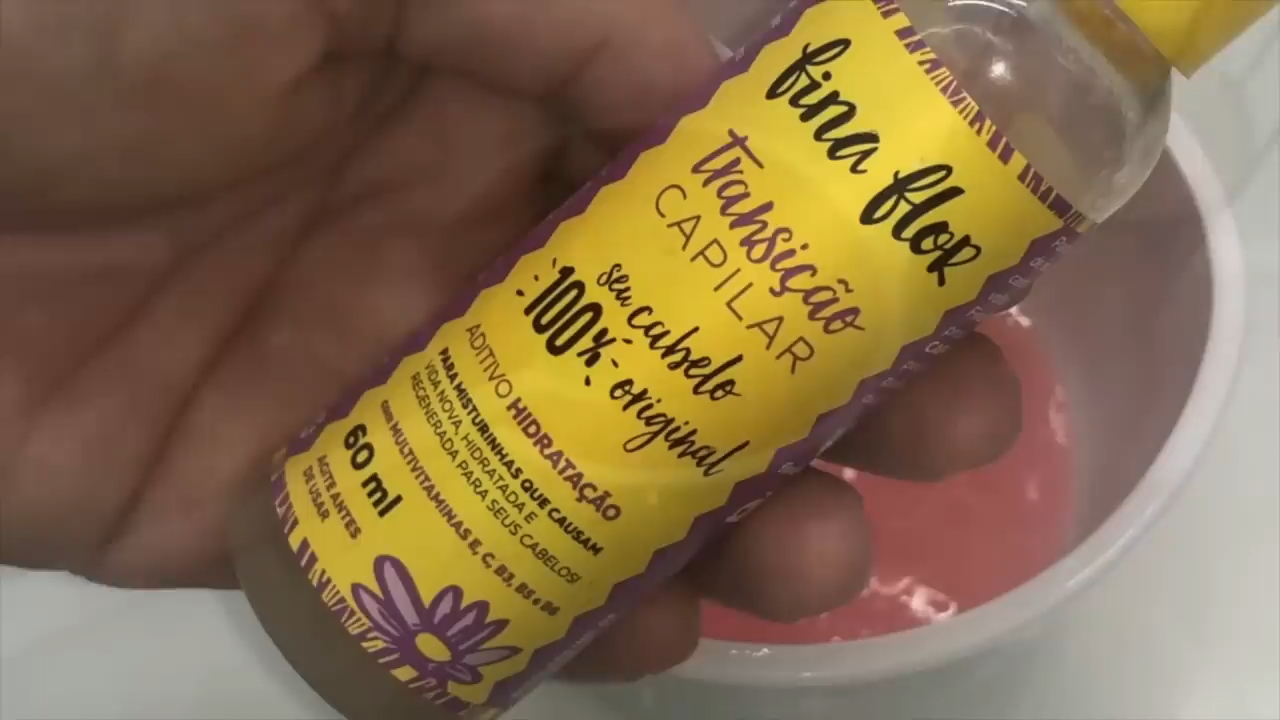 fina flor
transição
CAPILAR
seu cabelo
100% original
ADITIVO HIDRATAÇÃO
PARA MISTURINHAS QUE CAUSAM
VIDA NOVA, HIDRATADA E
REGENERADA PARA SEUS CABELOS!
com MULTIVITAMINAS E, C, B3, B5 e B6
60 ml
AGITE ANTES
DE USAR